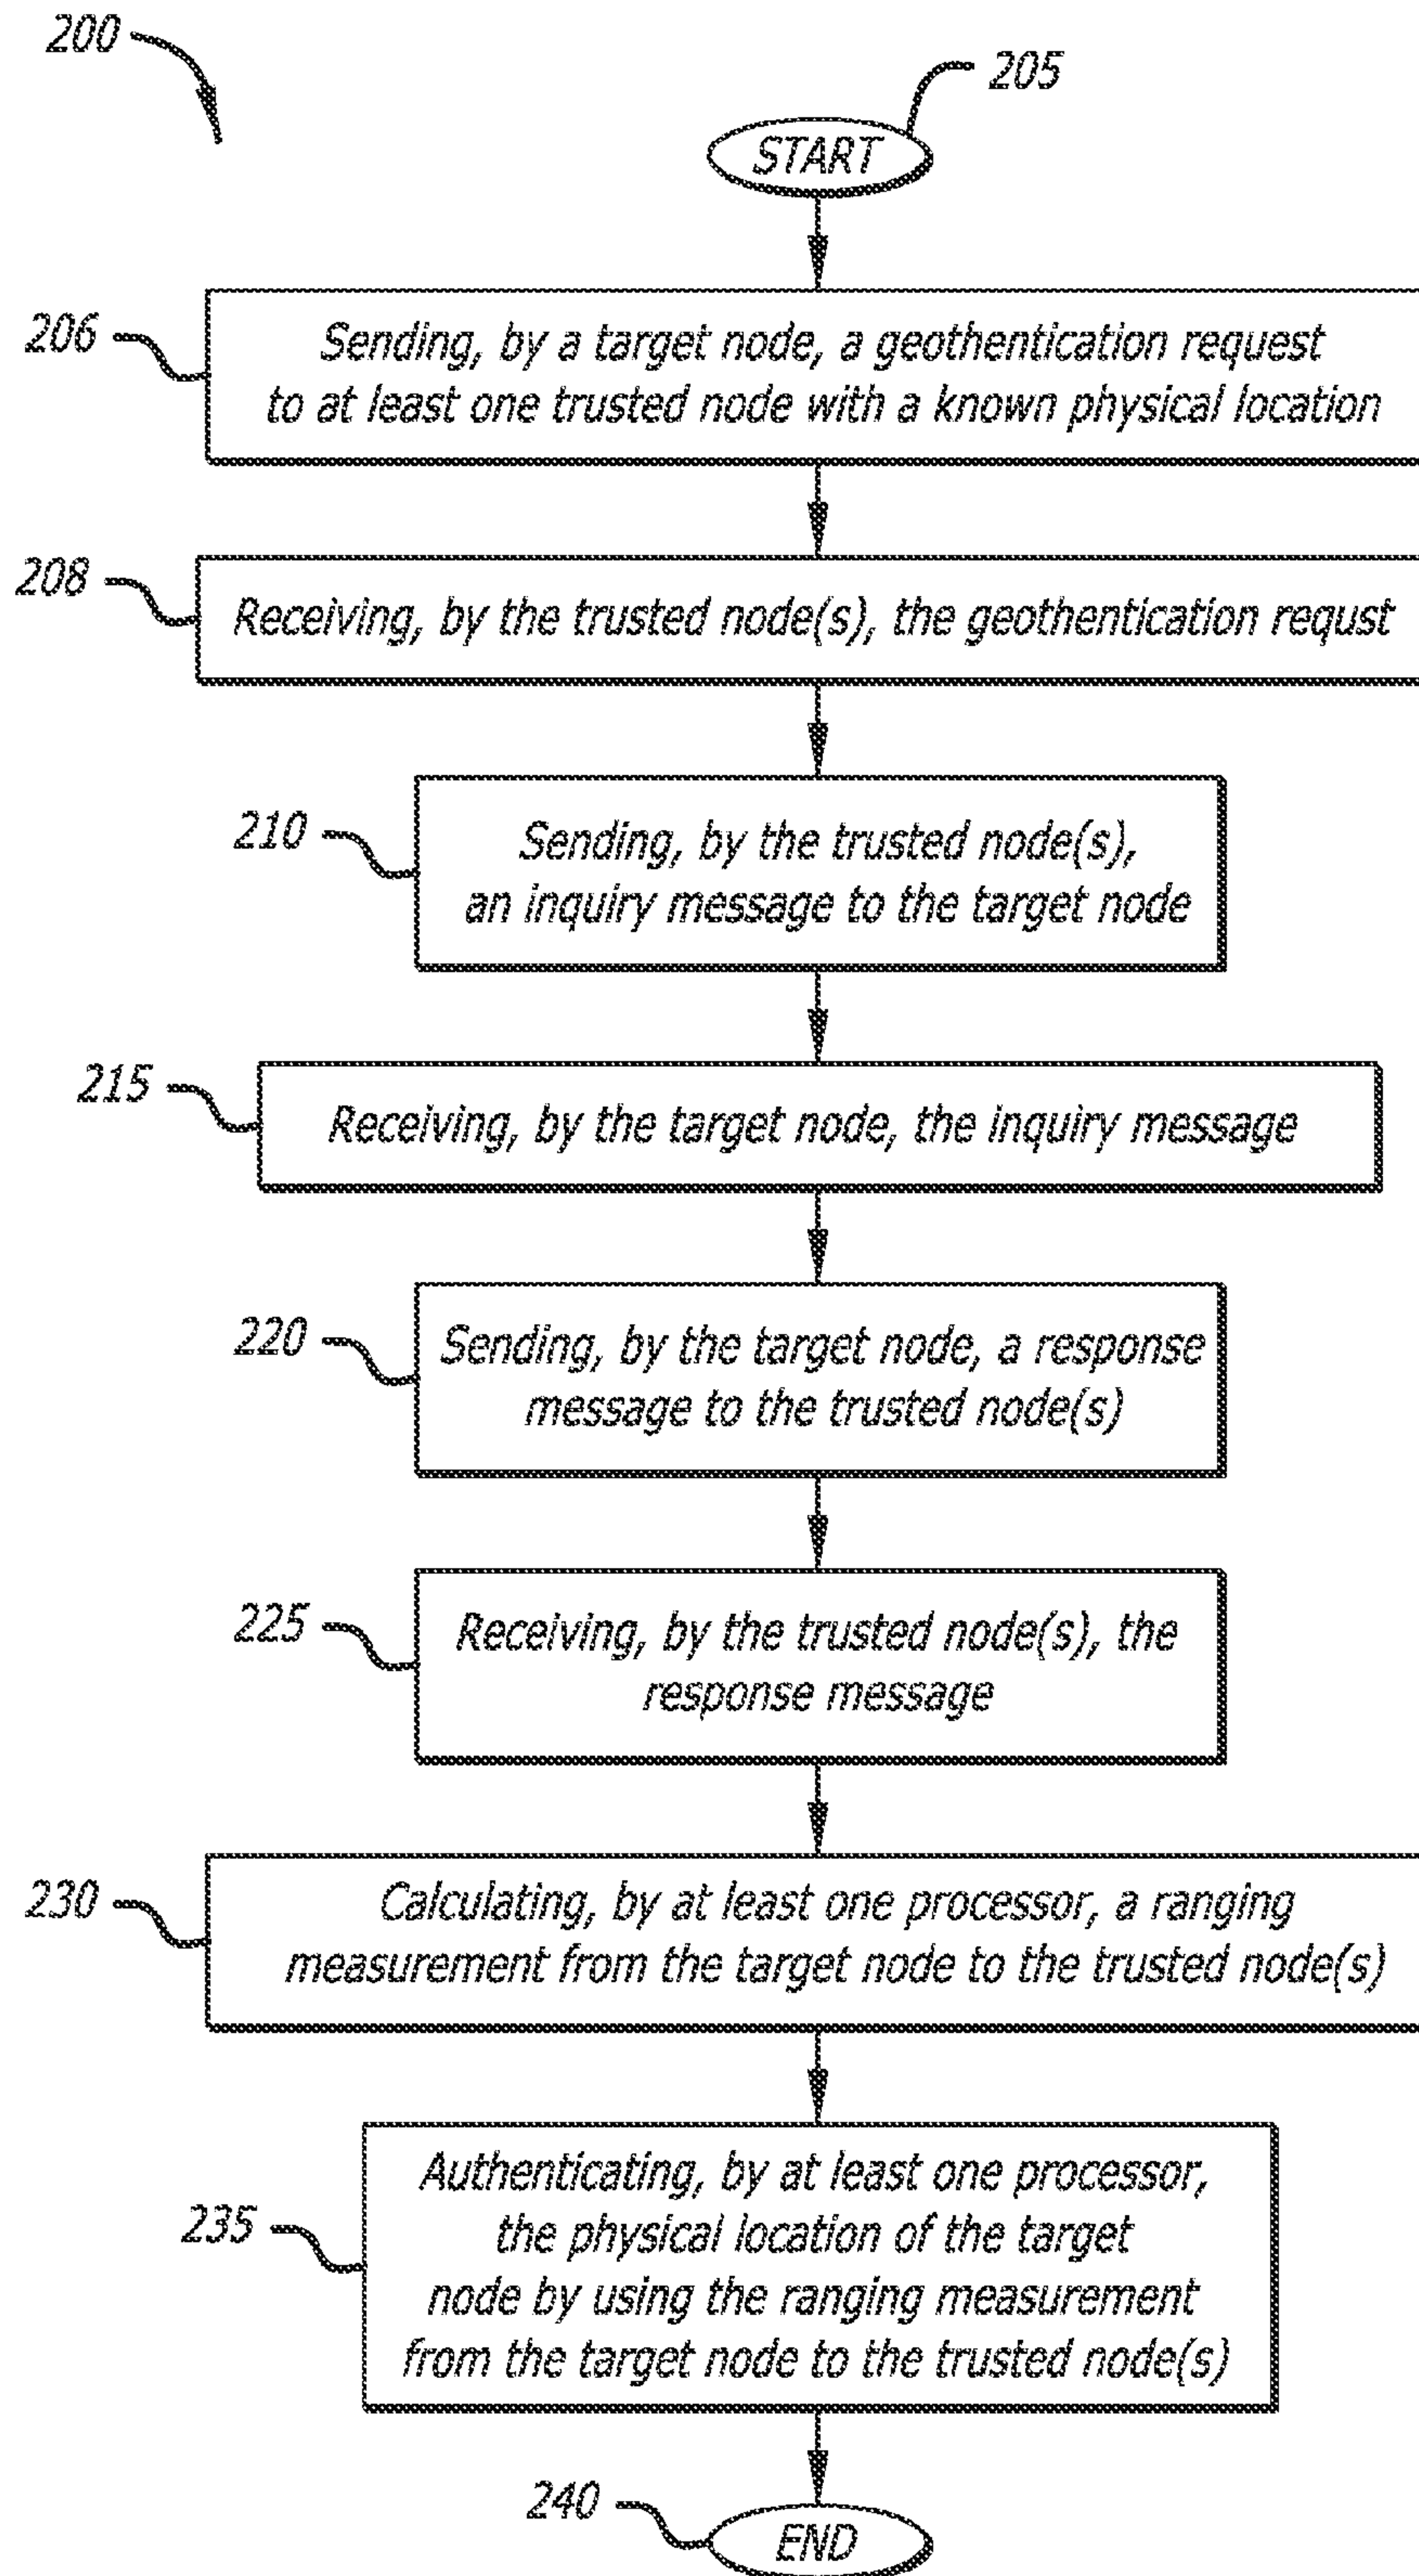 200
205
START
206
Sending, by a target node, a geothentication request
to at least one trusted node with a known physical location
208
Receiving, by the trusted node(s), the geothentication requst
210
Sending, by the trusted node(s),
an inquiry message to the target node
215
Receiving, by the target node, the inquiry message
220
Sending, by the target node, a response
message to the trusted node(s)
225
Receiving, by the trusted node(s), the
response message
230
Calculating, by at least one processor, a ranging
measurement from the target node to the trusted node(s)
235
Authenticating, by at least one processor,
the physical location of the target
node by using the ranging measurement
from the target node to the trusted node(s)
240
END